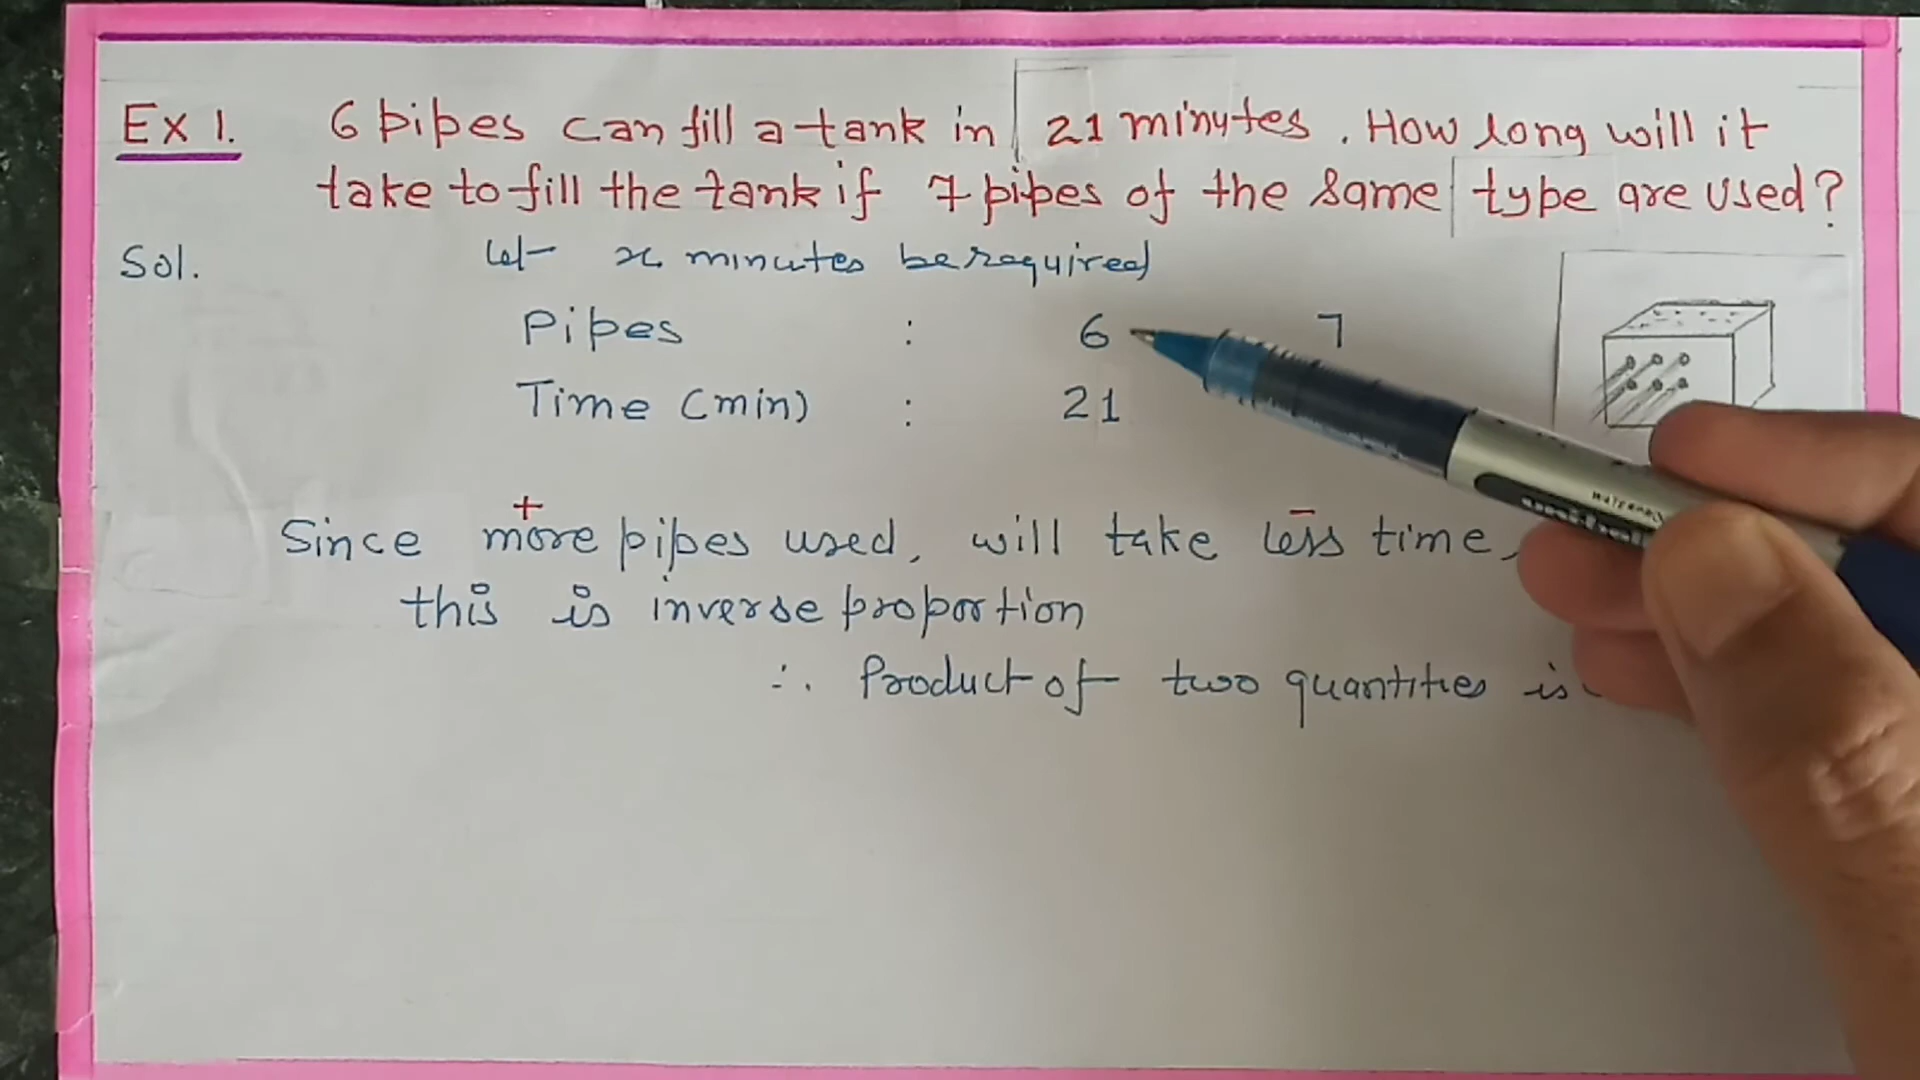 Ex 1. 6 pipes can fill a tank in 21 minutes. How long will it
take to fill the tank if 7 pipes of the same type are used?
Sol. Let x minutes be required
Pipes : 6 7
Time (min) : 21
+ -
Since more pipes used, will take less time,
this is inverse proportion
∴ Product of two quantities is